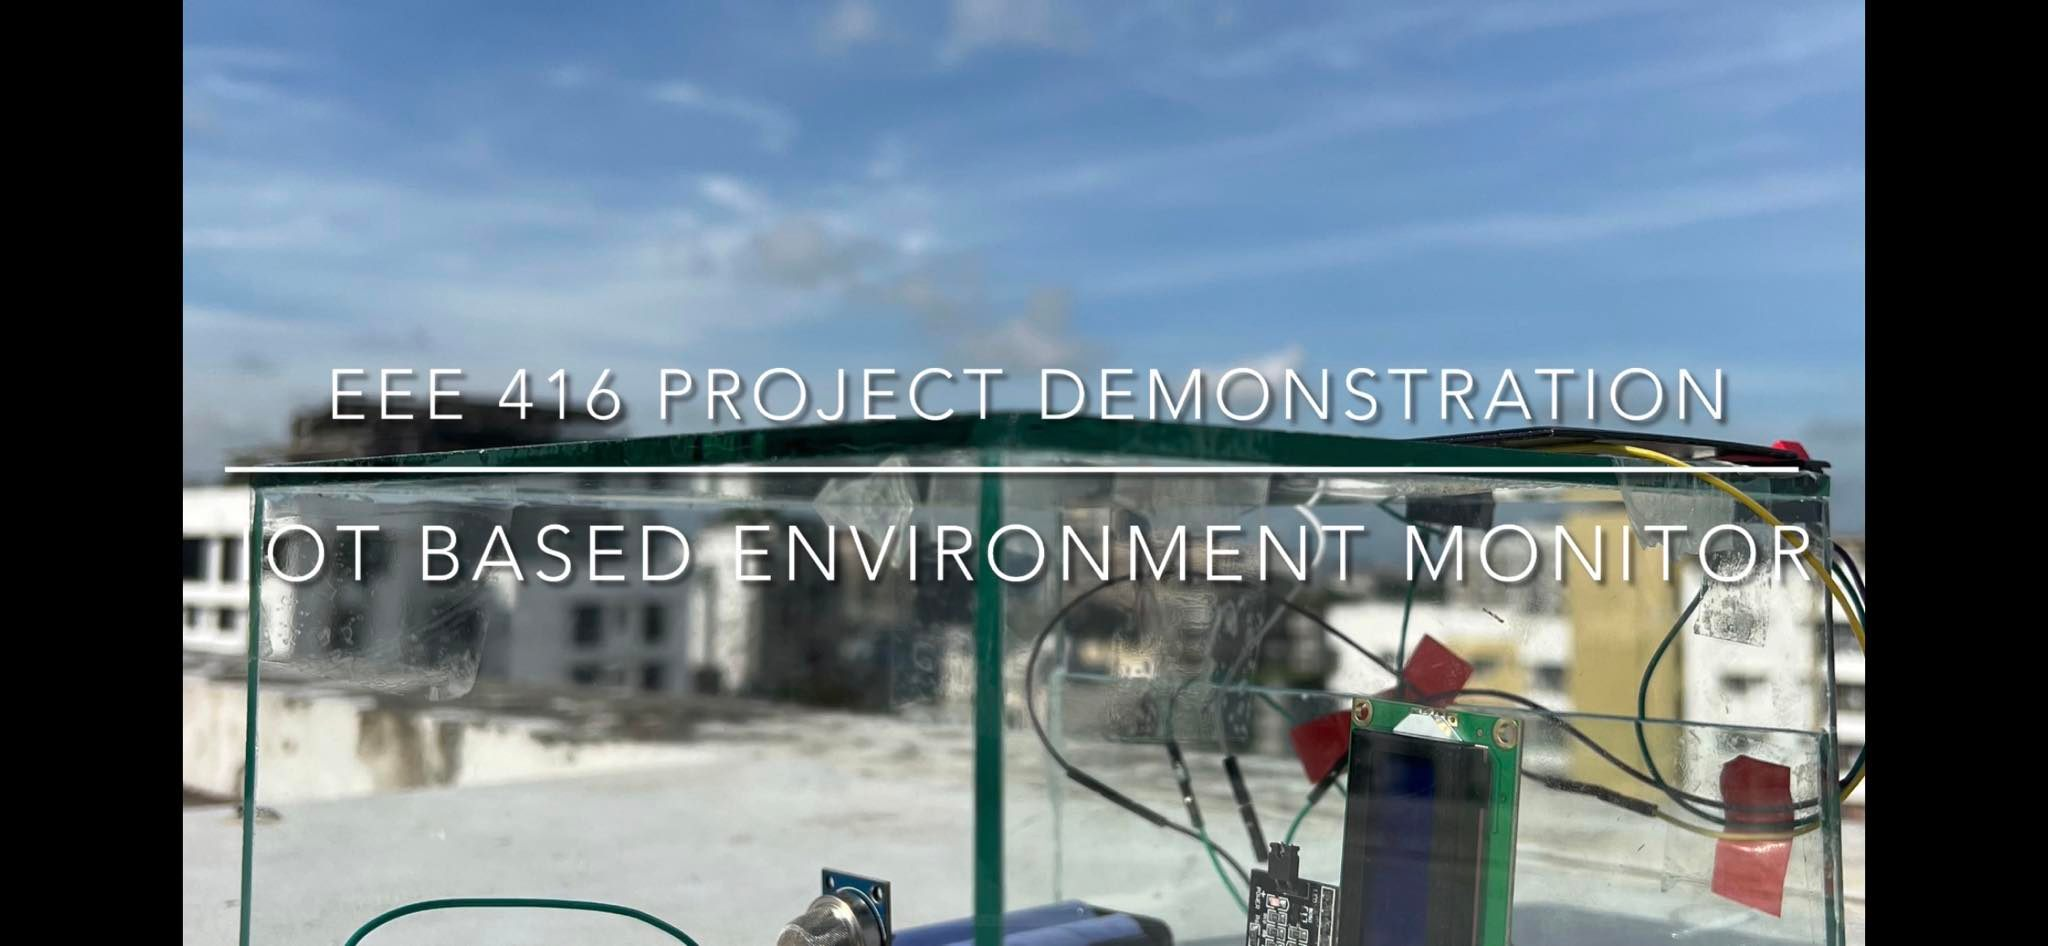 EEE 416 PROJECT DEMONSTRATION
IOT BASED ENVIRONMENT MONITOR